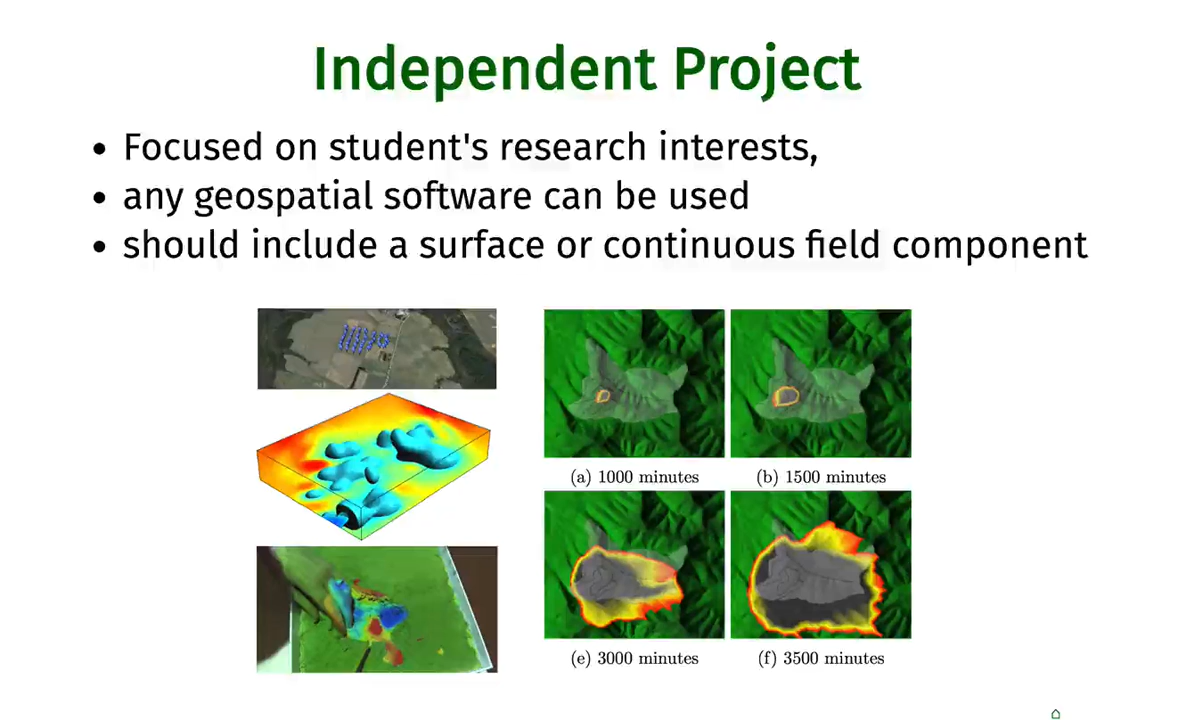 Independent Project
• Focused on student's research interests,
• any geospatial software can be used
• should include a surface or continuous field component
(a) 1000 minutes
(b) 1500 minutes
(e) 3000 minutes
(f) 3500 minutes